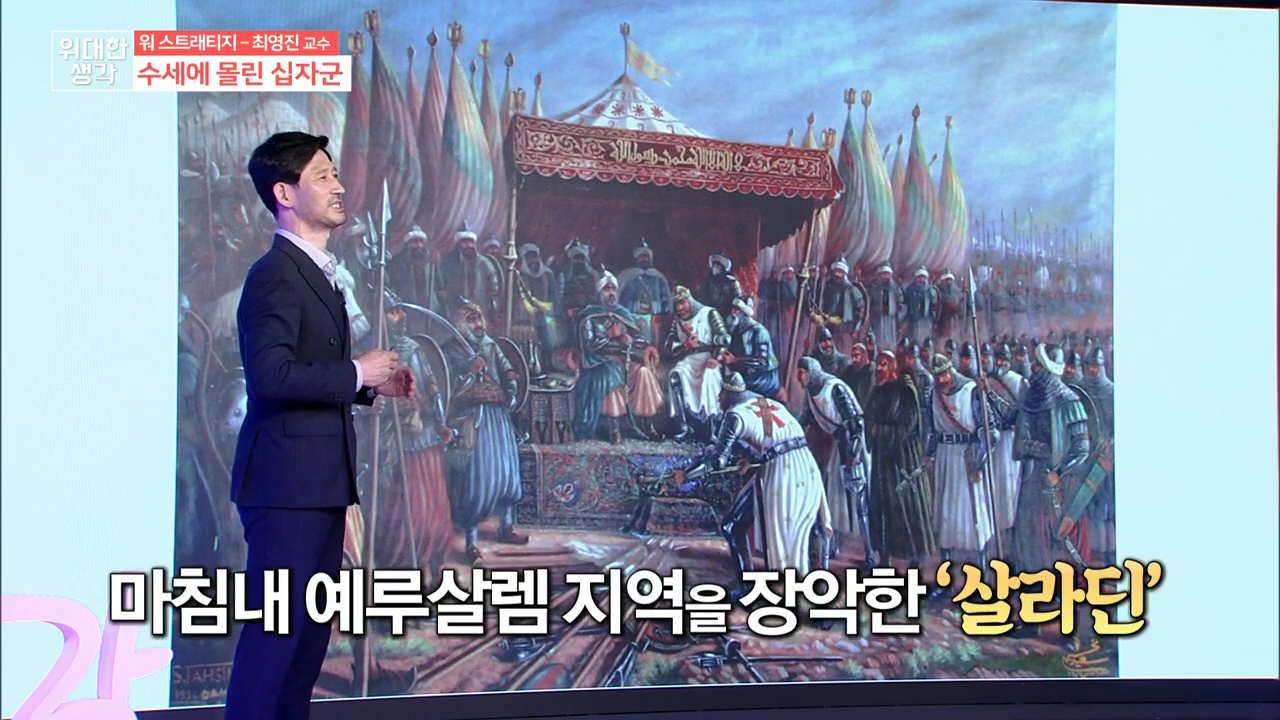 위대한
생각
워 스트래티지 – 최영진 교수
수세에 몰린 십자군
마침내 예루살렘 지역을 장악한 ‘살라딘’
각
S.TAHSİN